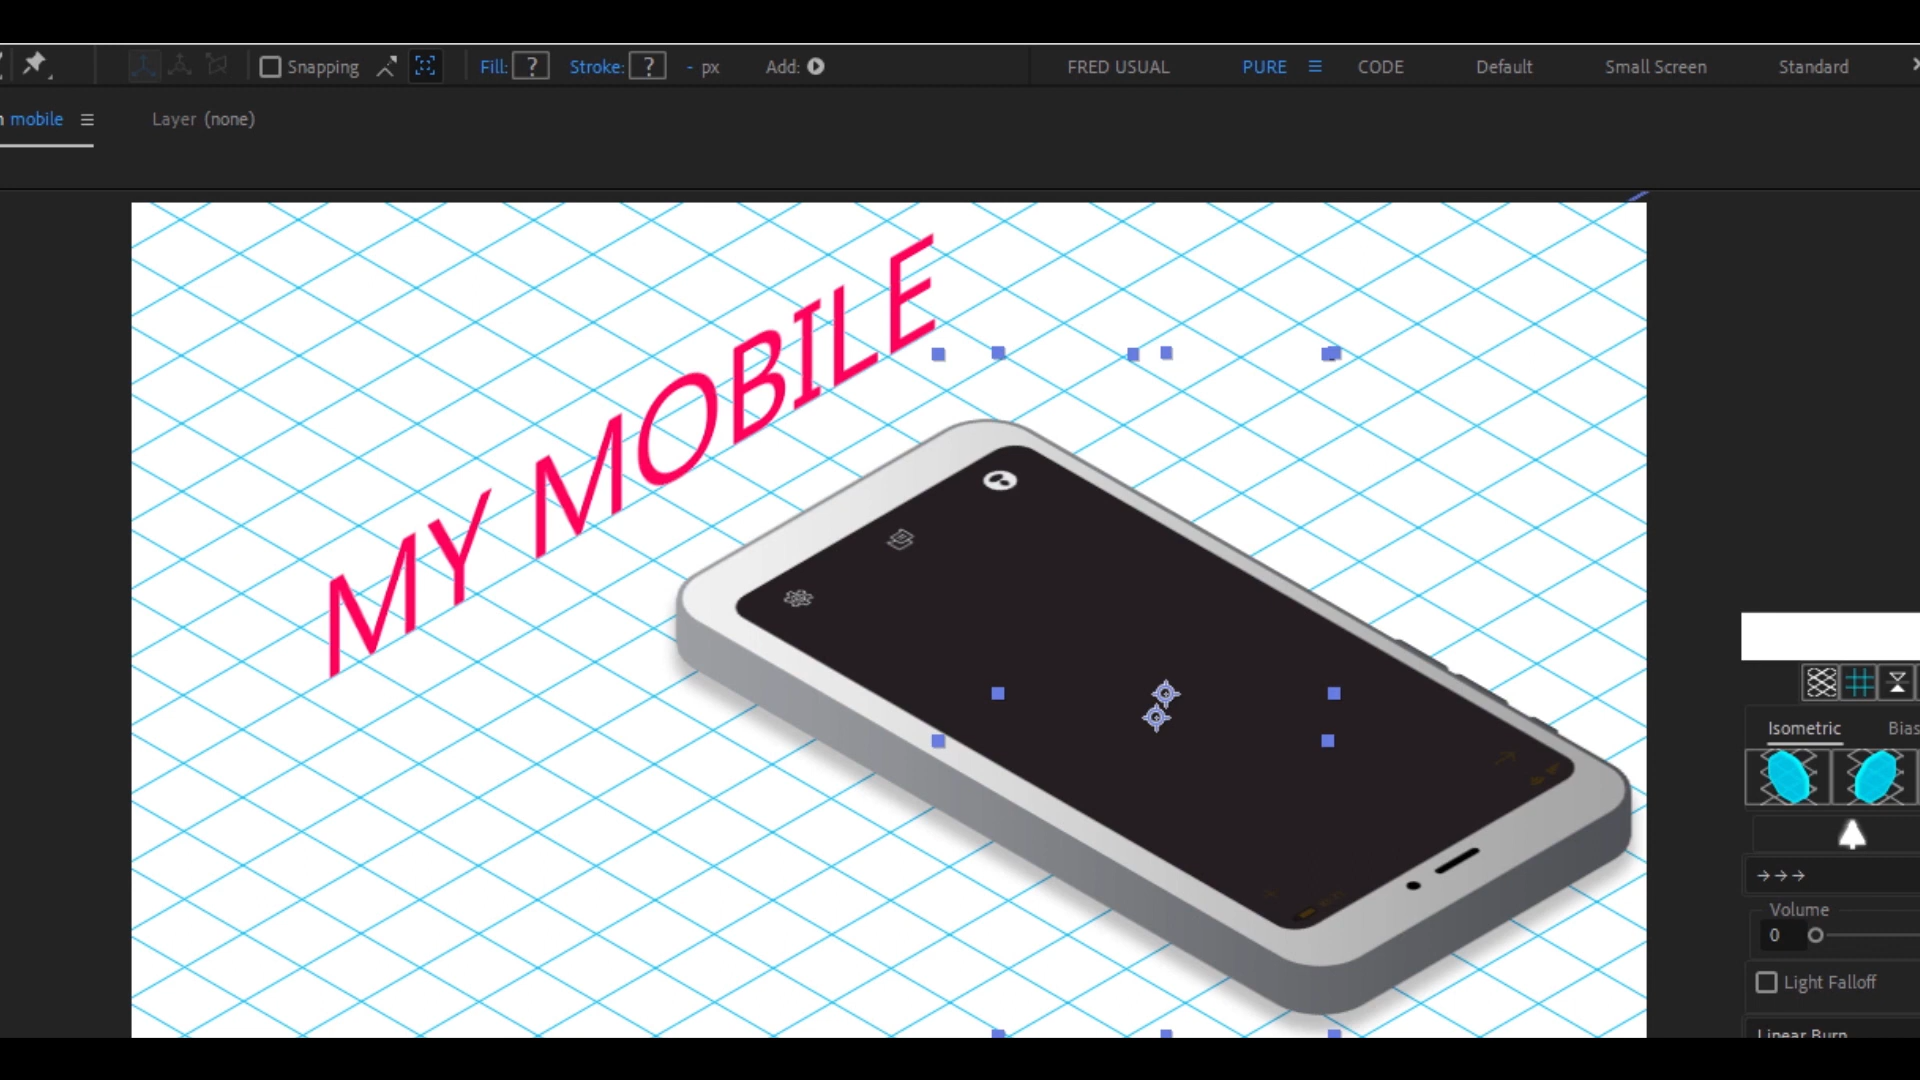 Snapping
Fill: ?
Stroke: ?
- px
Add:
FRED USUAL
PURE
CODE
Default
Small Screen
Standard
mobile
Layer (none)
MY MOBILE
Isometric
Bias
Volume
0
Light Falloff
Linear Burn